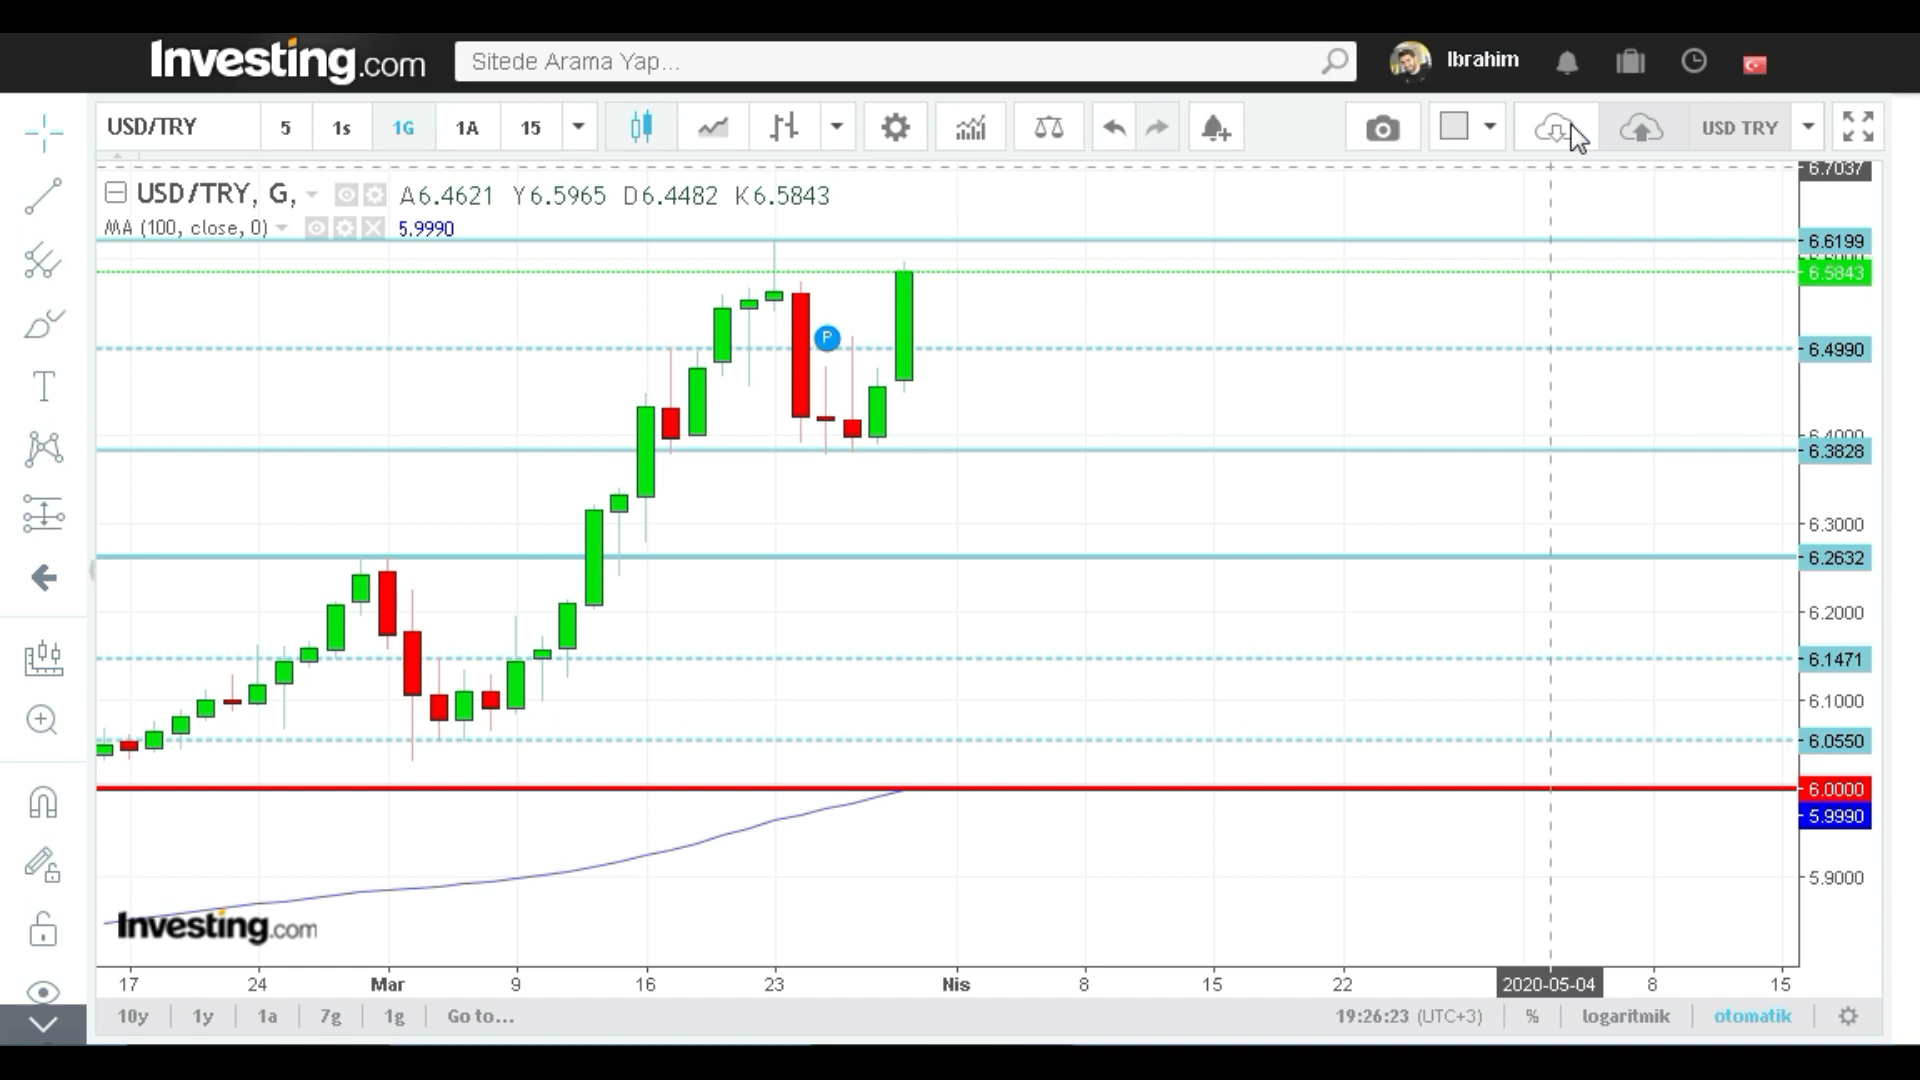 Investing.com
Sitede Arama Yap...
Ibrahim
USD/TRY 5 1s 1G 1A 15
USD TRY
USD/TRY, G, A6.4621 Y6.5965 D6.4482 K6.5843
MA (100, close, 0) 5.9990
6.7037
6.6199
6.5843
6.4990
6.4000
6.3828
6.3000
6.2632
6.2000
6.1471
6.1000
6.0550
6.0000
5.9990
5.9000
P
T
Investing.com
17 24 Mar 9 16 23 Nis 8 15 22 2020-05-04 8 15
10y 1y 1a 7g 1g Go to... 19:26:23 (UTC+3) % logaritmik otomatik